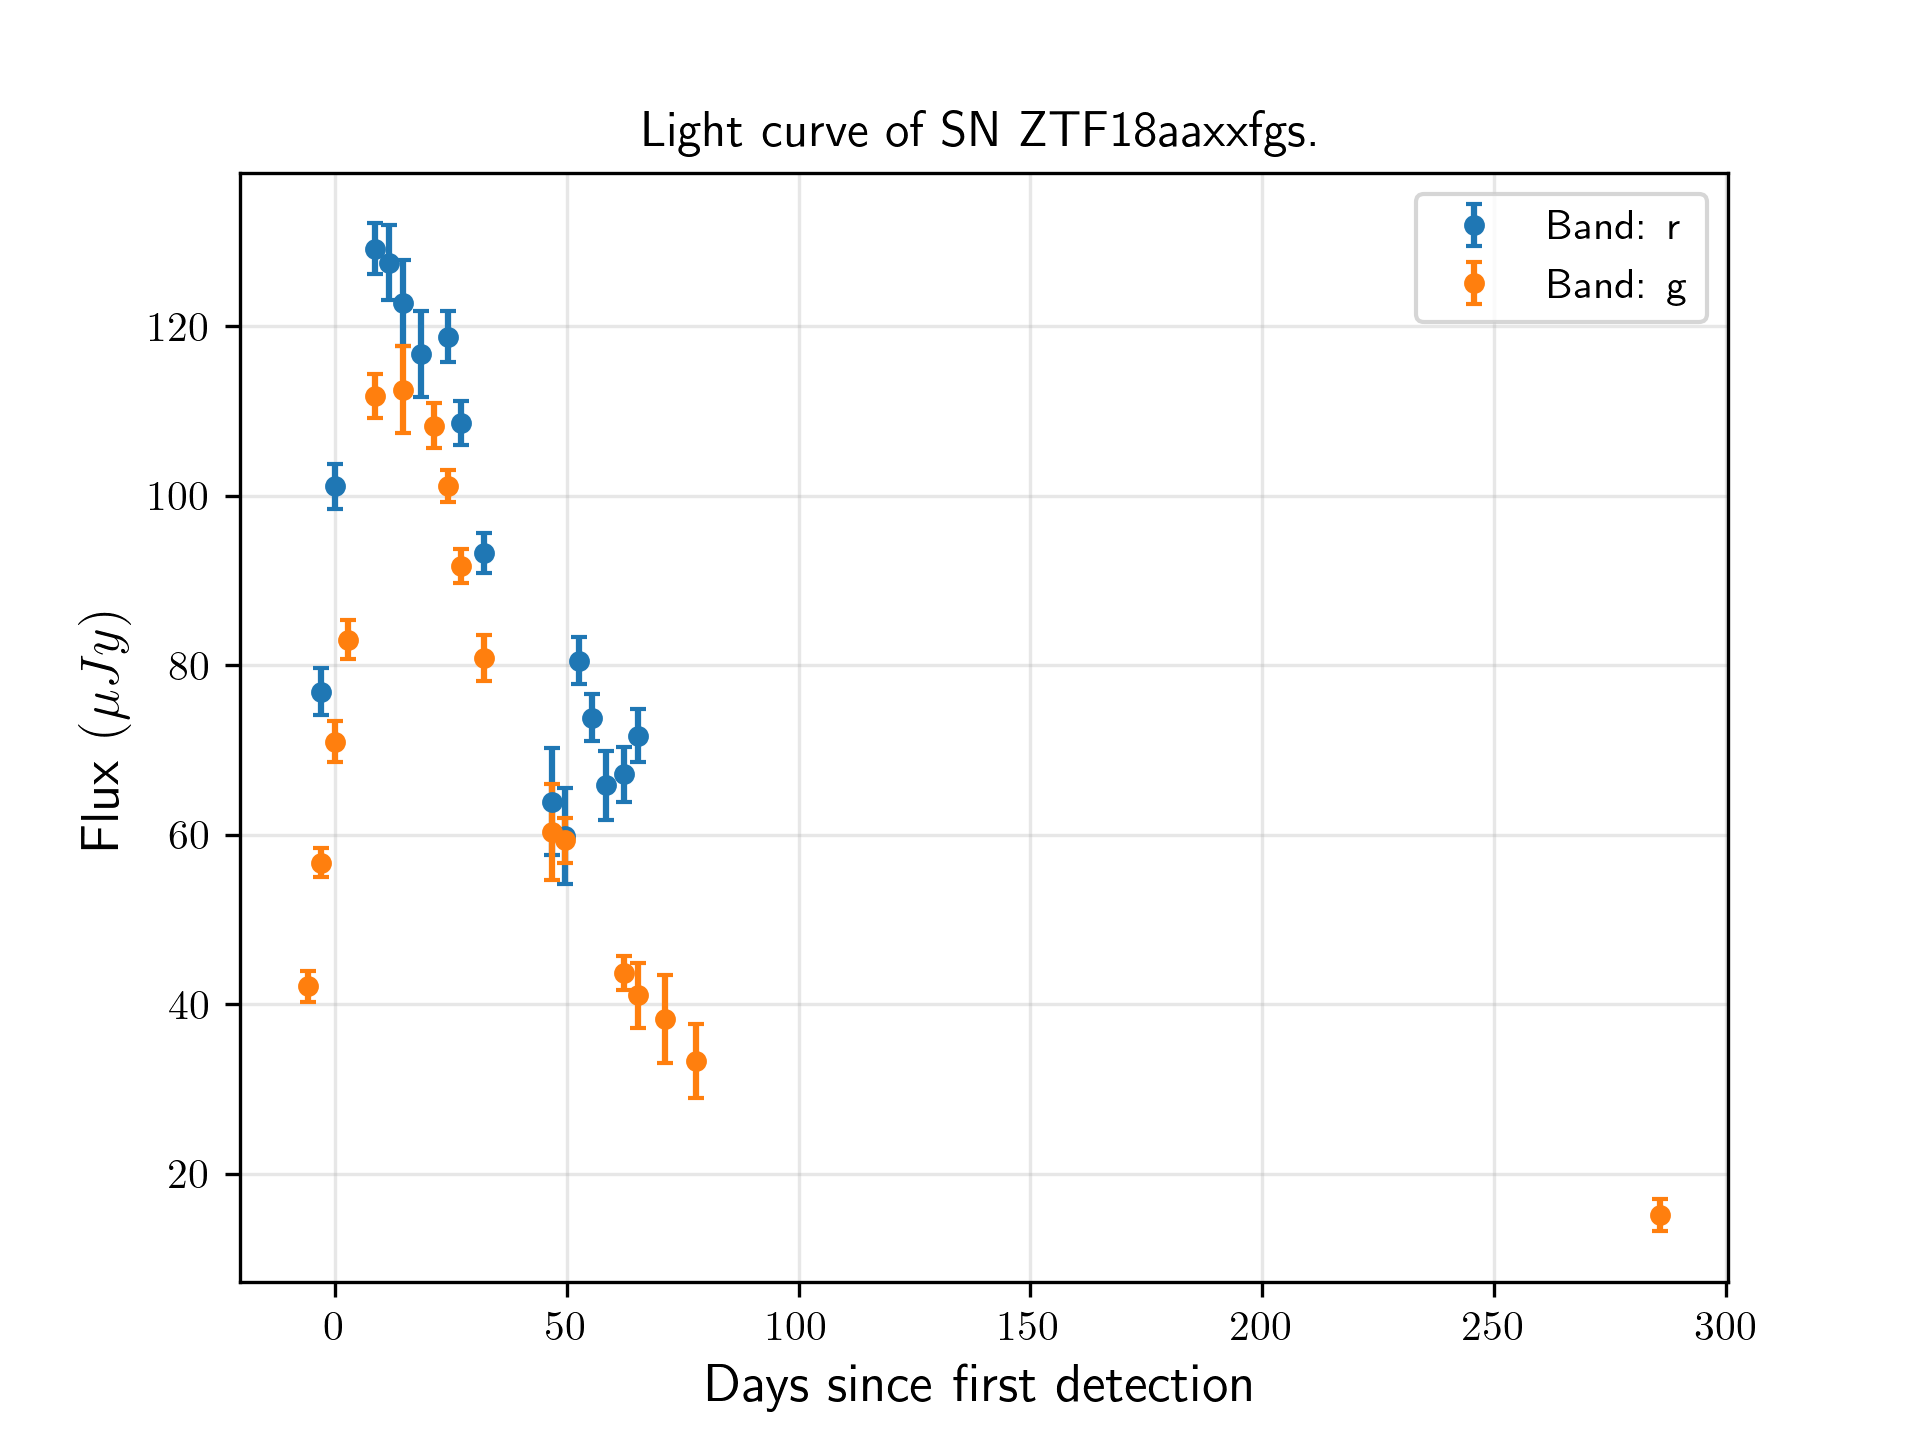 Light curve of SN ZTF18aaxxfgs.
Band: r
Band: g
120
100
80
60
40
20
Flux (μJy)
0 50 100 150 200 250 300
Days since first detection